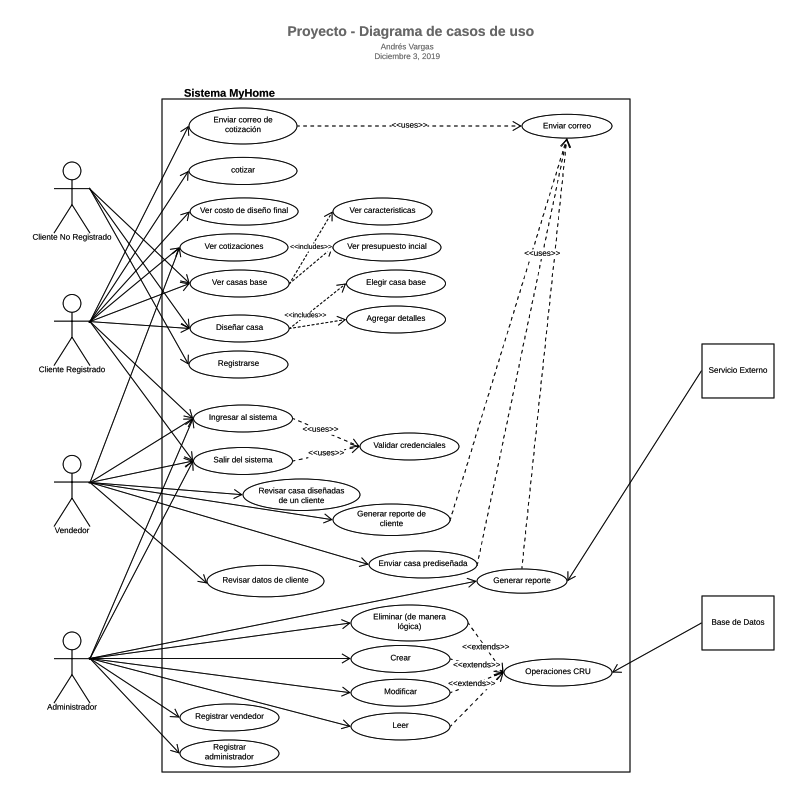 Proyecto - Diagrama de casos de uso
Andrés Vargas
Diciembre 3, 2019
Sistema MyHome
Enviar correo de
cotización
<<uses>>
Enviar correo
cotizar
Cliente No Registrado
Ver costo de diseño final
Ver caracteristicas
Ver cotizaciones
<<includes>>
Ver presupuesto incial
<<uses>>
Ver casas base
Elegir casa base
<<includes>>
Diseñar casa
Agregar detalles
Cliente Registrado
Registrarse
Servicio Externo
Ingresar al sistema
<<uses>>
Validar credenciales
<<uses>>
Salir del sistema
Revisar casa diseñadas
de un cliente
Generar reporte de
cliente
Vendedor
Enviar casa prediseñada
Revisar datos de cliente
Generar reporte
Eliminar (de manera
lógica)
Base de Datos
<<extends>>
Crear
<<extends>>
Operaciones CRU
<<extends>>
Modificar
Administrador
Registrar vendedor
Leer
Registrar
administrador